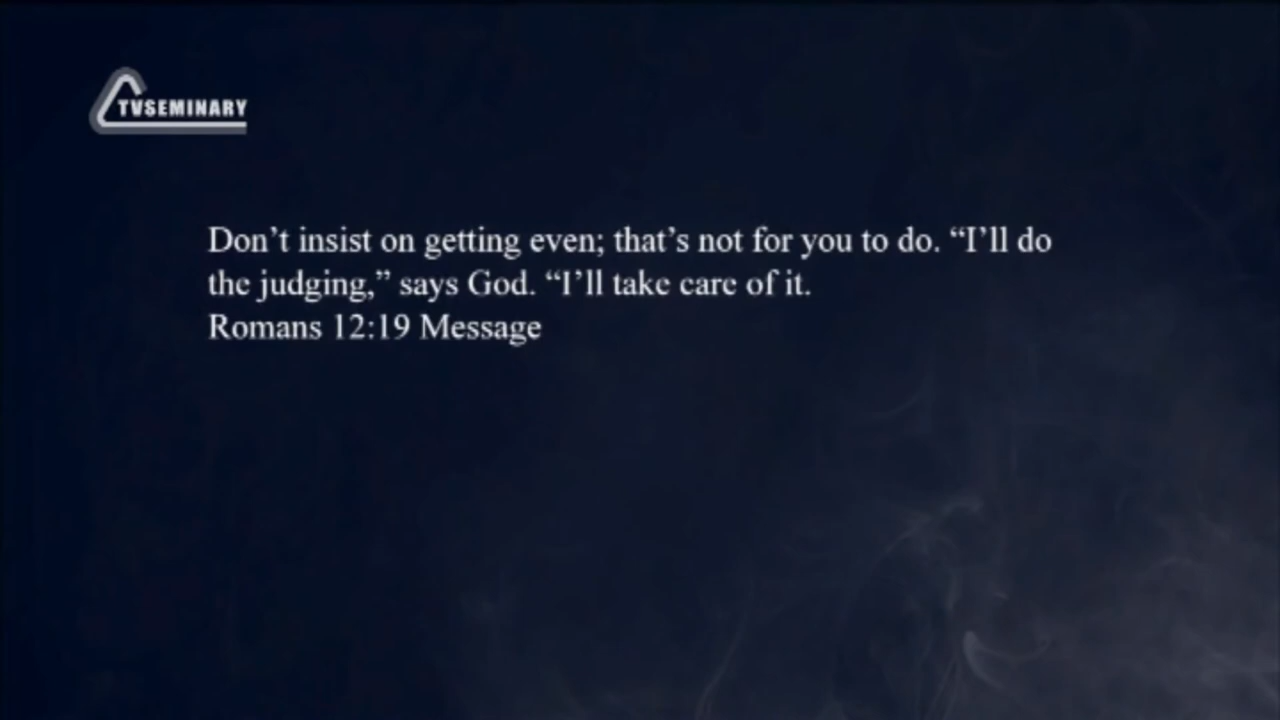 TVSEMINARY
Don’t insist on getting even; that’s not for you to do. “I’ll do
the judging,” says God. “I’ll take care of it.
Romans 12:19 Message